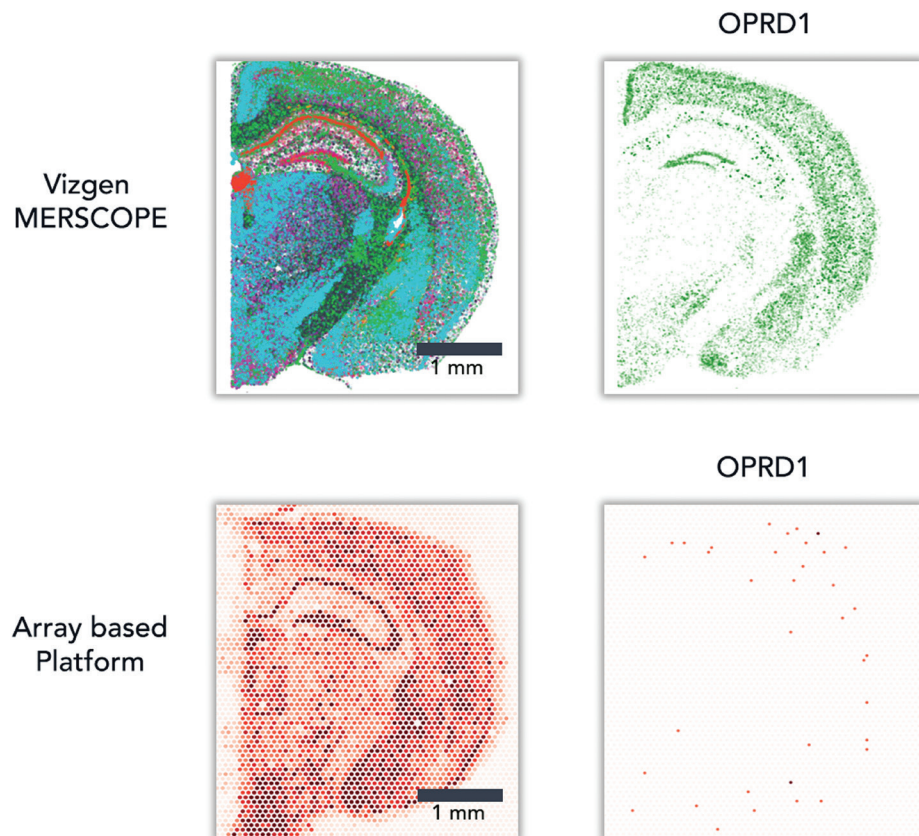 OPRD1
Vizgen
MERSCOPE
1 mm
OPRD1
Array based
Platform
1 mm